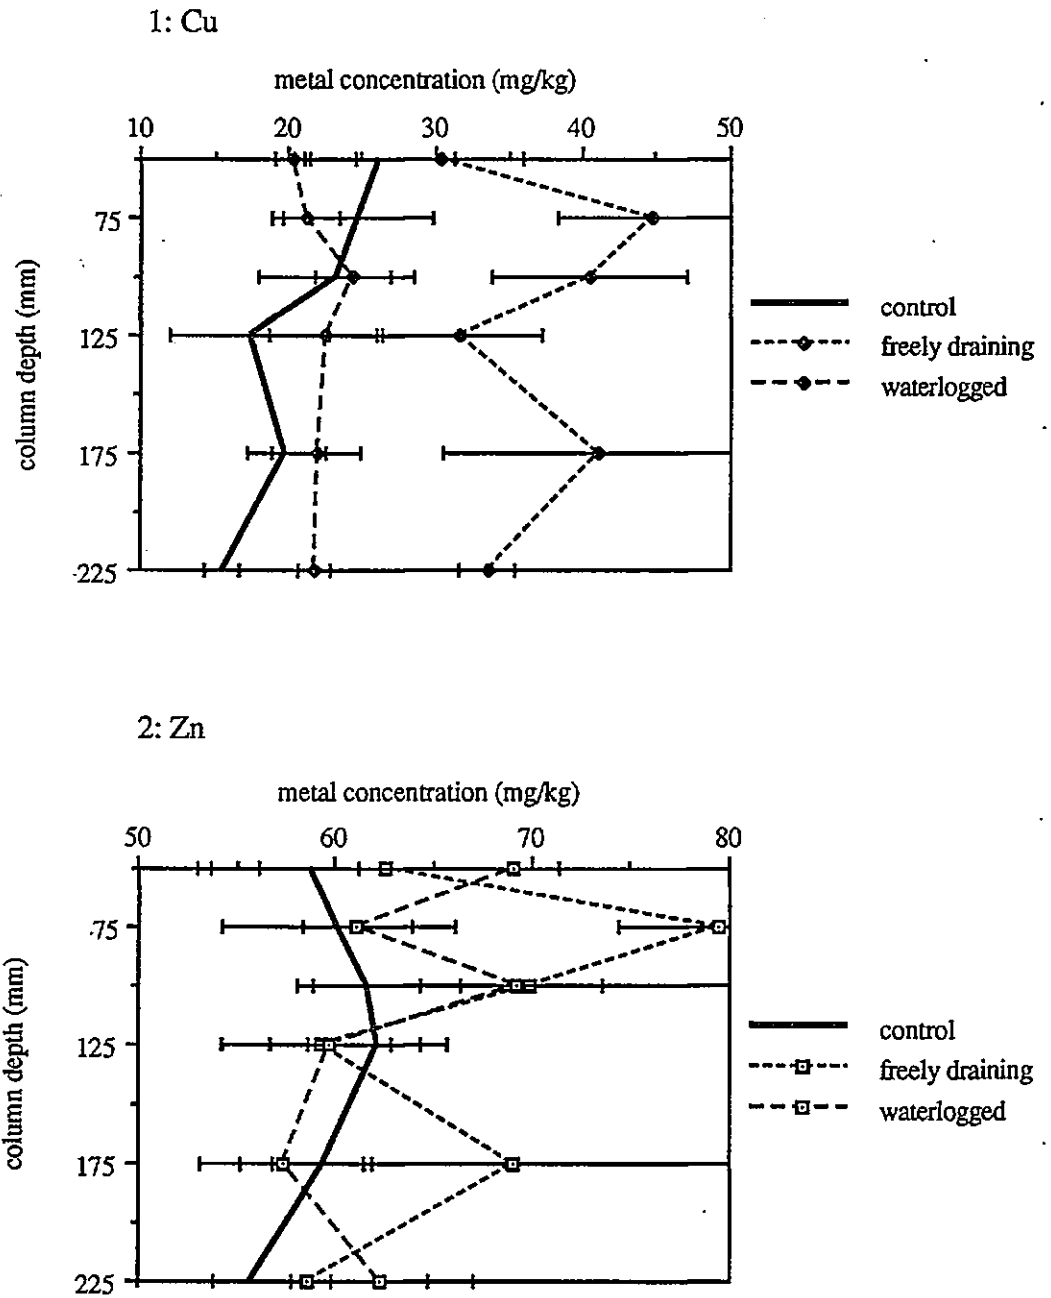 1: Cu
metal concentration (mg/kg)
10 20 30 40 50
75
125
175
225
column depth (mm)
control
freely draining
waterlogged
2: Zn
metal concentration (mg/kg)
50 60 70 80
75
125
175
225
column depth (mm)
control
freely draining
waterlogged